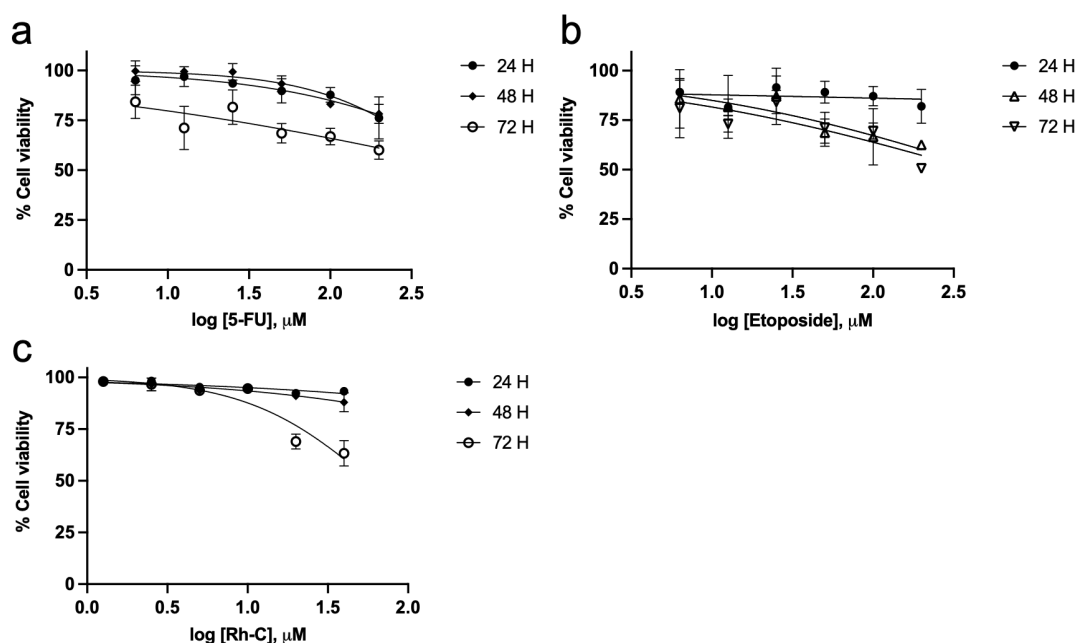 a
% Cell viability
100
75
50
25
0
0.5 1.0 1.5 2.0 2.5
log [5-FU], μM
24 H
48 H
72 H
b
% Cell viability
100
75
50
25
0
0.5 1.0 1.5 2.0 2.5
log [Etoposide], μM
24 H
48 H
72 H
c
% Cell viability
100
75
50
25
0
0.0 0.5 1.0 1.5 2.0
log [Rh-C], μM
24 H
48 H
72 H